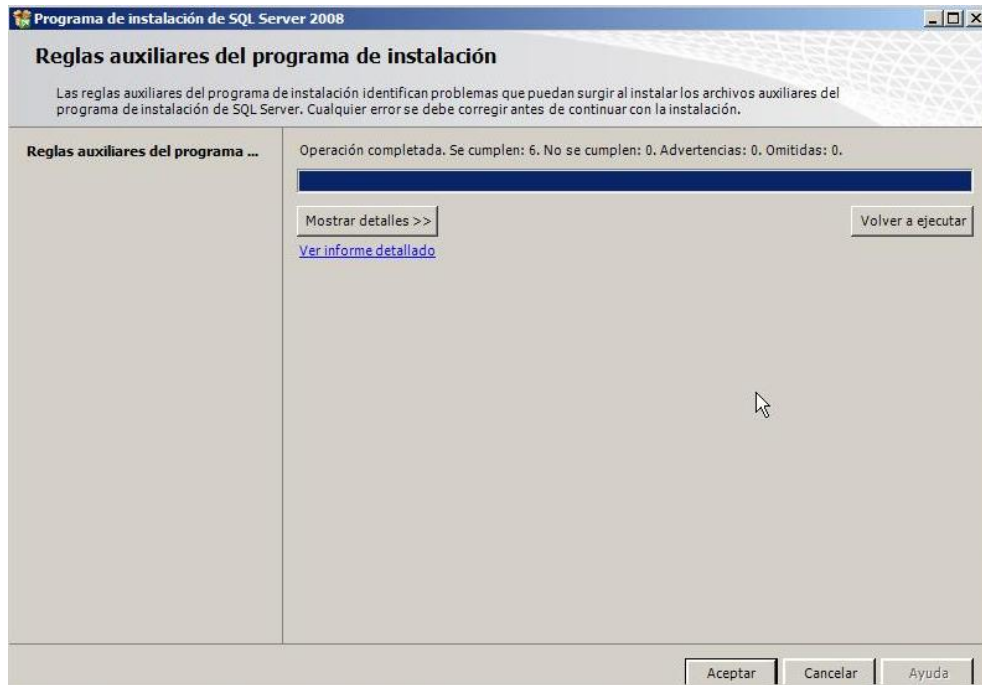 Programa de instalación de SQL Server 2008
Reglas auxiliares del programa de instalación
Las reglas auxiliares del programa de instalación identifican problemas que puedan surgir al instalar los archivos auxiliares del
programa de instalación de SQL Server. Cualquier error se debe corregir antes de continuar con la instalación.
Reglas auxiliares del programa ...
Operación completada. Se cumplen: 6. No se cumplen: 0. Advertencias: 0. Omitidas: 0.
Mostrar detalles >>
Volver a ejecutar
Ver informe detallado
Aceptar
Cancelar
Ayuda